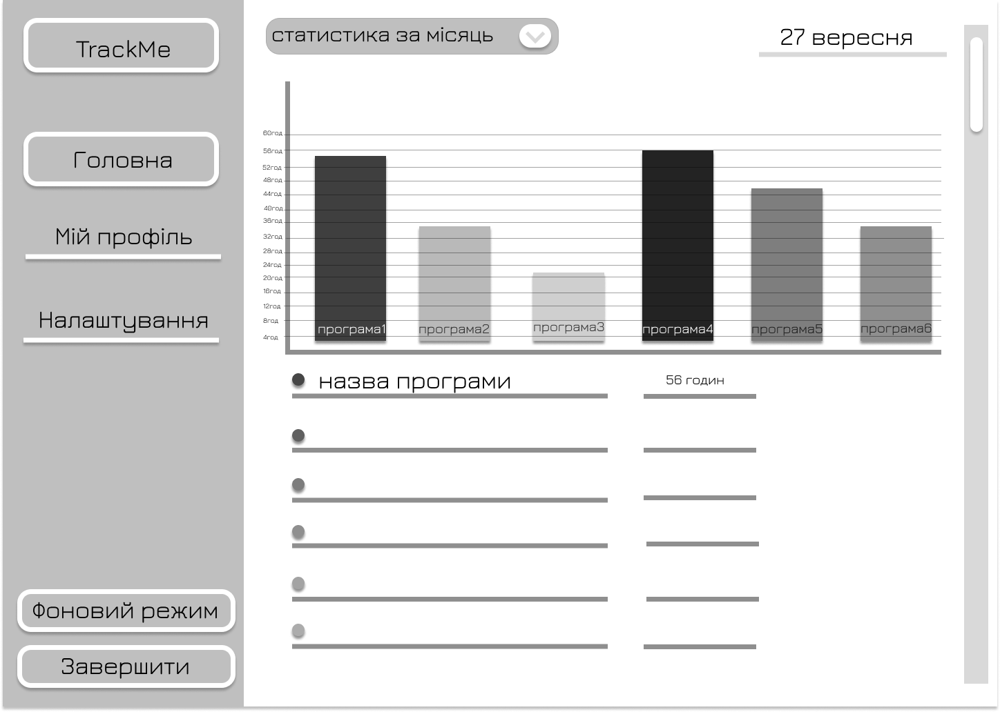 TrackMe
Головна
Мій профіль
Налаштування
Фоновий режим
Завершити
статистика за місяць
27 вересня
60год
56год
52год
48год
44год
40год
36год
32год
28год
24год
20год
16год
12год
8год
4год
програма1
програма2
програма3
програма4
програма5
програма6
назва програми
56 годин